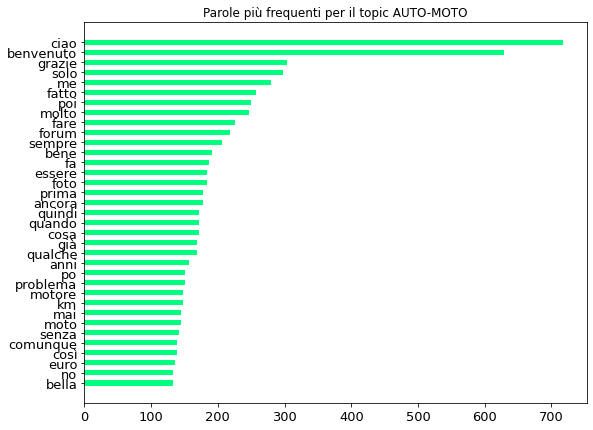 Parole più frequenti per il topic AUTO-MOTO
ciao
benvenuto
grazie
solo
me
fatto
poi
molto
fare
forum
sempre
bene
fa
essere
foto
prima
ancora
quindi
quando
cosa
già
qualche
anni
po
problema
motore
km
mai
moto
senza
comunque
così
euro
no
bella
0 100 200 300 400 500 600 700